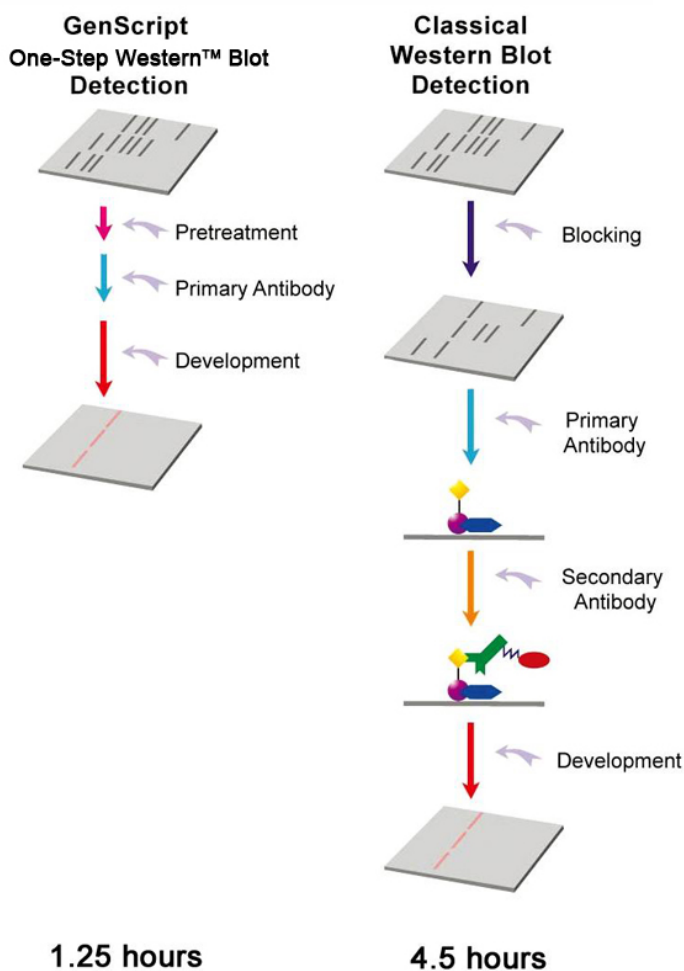 GenScript
One-Step Western™ Blot
Detection
Pretreatment
Primary Antibody
Development
1.25 hours
Classical
Western Blot
Detection
Blocking
Primary
Antibody
Secondary
Antibody
Development
4.5 hours